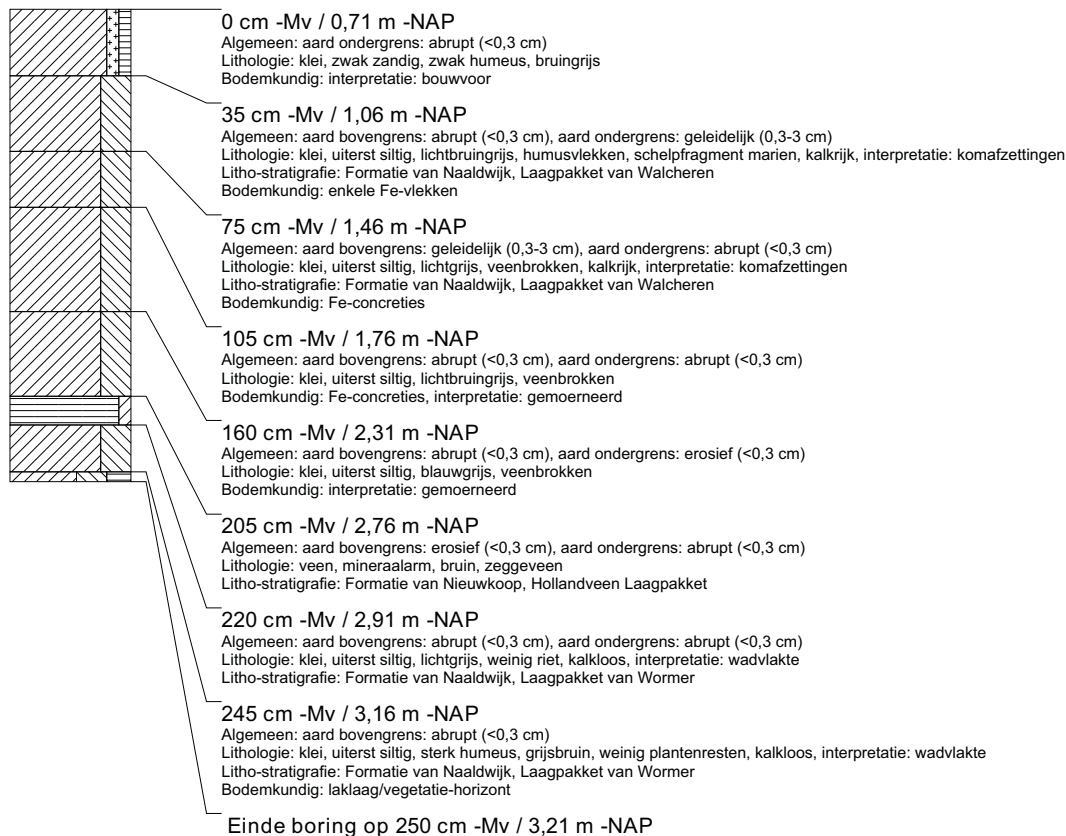 0 cm -Mv / 0,71 m -NAP
Algemeen: aard ondergrens: abrupt (<0,3 cm)
Lithologie: klei, zwak zandig, zwak humeus, bruingrijs
Bodemkundig: interpretatie: bouwvoor
35 cm -Mv / 1,06 m -NAP
Algemeen: aard bovengrens: abrupt (<0,3 cm), aard ondergrens: geleidelijk (0,3-3 cm)
Lithologie: klei, uiterst siltig, lichtbruingrijs, humusvlekken, schelpfragment marien, kalkrijk, interpretatie: komafzettingen
Litho-stratigrafie: Formatie van Naaldwijk, Laagpakket van Walcheren
Bodemkundig: enkele Fe-vlekken
75 cm -Mv / 1,46 m -NAP
Algemeen: aard bovengrens: geleidelijk (0,3-3 cm), aard ondergrens: abrupt (<0,3 cm)
Lithologie: klei, uiterst siltig, lichtgrijs, veenbrokken, kalkrijk, interpretatie: komafzettingen
Litho-stratigrafie: Formatie van Naaldwijk, Laagpakket van Walcheren
Bodemkundig: Fe-concreties
105 cm -Mv / 1,76 m -NAP
Algemeen: aard bovengrens: abrupt (<0,3 cm), aard ondergrens: abrupt (<0,3 cm)
Lithologie: klei, uiterst siltig, lichtbruingrijs, veenbrokken
Bodemkundig: Fe-concreties, interpretatie: gemoerneerd
160 cm -Mv / 2,31 m -NAP
Algemeen: aard bovengrens: abrupt (<0,3 cm), aard ondergrens: erosief (<0,3 cm)
Lithologie: klei, uiterst siltig, blauwgrijs, veenbrokken
Bodemkundig: interpretatie: gemoerneerd
205 cm -Mv / 2,76 m -NAP
Algemeen: aard bovengrens: erosief (<0,3 cm), aard ondergrens: abrupt (<0,3 cm)
Lithologie: veen, mineraalarm, bruin, zeggeveen
Litho-stratigrafie: Formatie van Nieuwkoop, Hollandveen Laagpakket
220 cm -Mv / 2,91 m -NAP
Algemeen: aard bovengrens: abrupt (<0,3 cm), aard ondergrens: abrupt (<0,3 cm)
Lithologie: klei, uiterst siltig, lichtgrijs, weinig riet, kalkloos, interpretatie: wadvlakte
Litho-stratigrafie: Formatie van Naaldwijk, Laagpakket van Wormer
245 cm -Mv / 3,16 m -NAP
Algemeen: aard bovengrens: abrupt (<0,3 cm)
Lithologie: klei, uiterst siltig, sterk humeus, grijsbruin, weinig plantenresten, kalkloos, interpretatie: wadvlakte
Litho-stratigrafie: Formatie van Naaldwijk, Laagpakket van Wormer
Bodemkundig: laklaag/vegetatie-horizont
Einde boring op 250 cm -Mv / 3,21 m -NAP